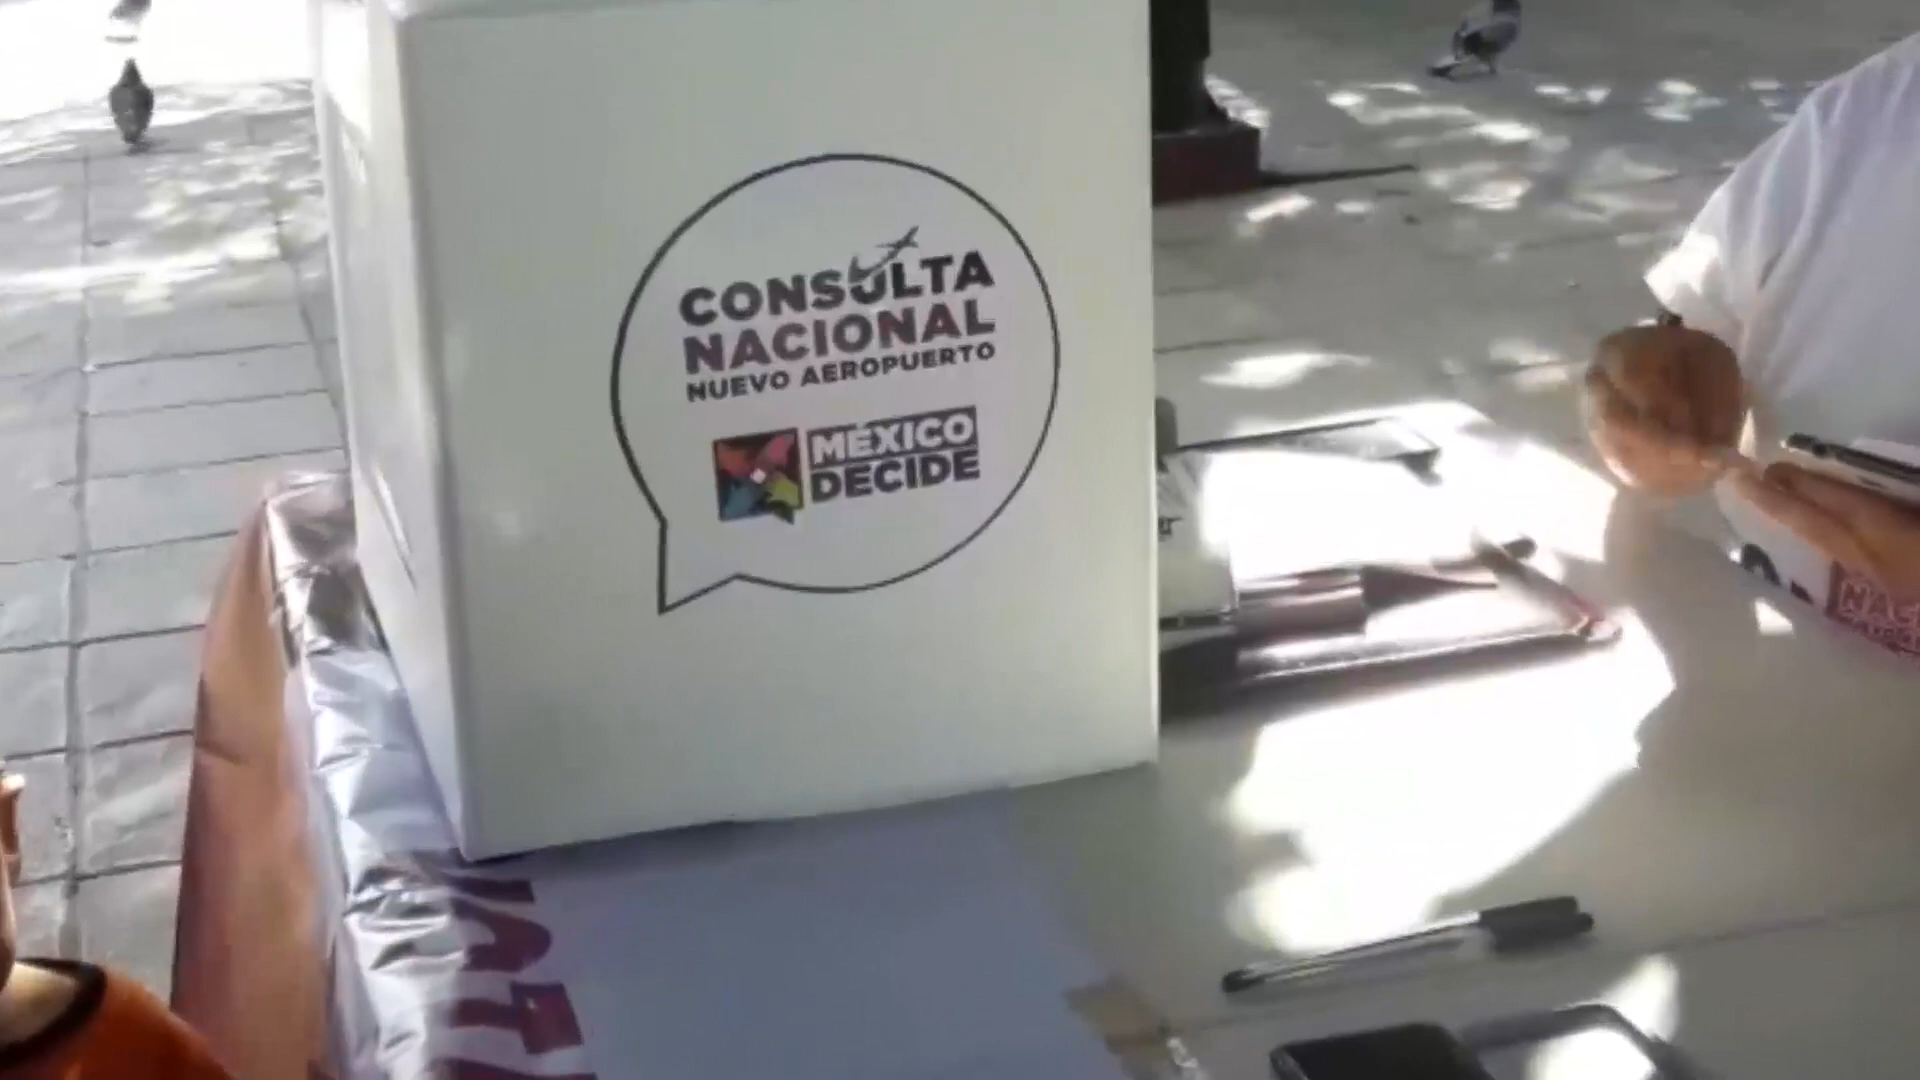 CONSULTA
NACIONAL
NUEVO AEROPUERTO
MÉXICO
DECIDE